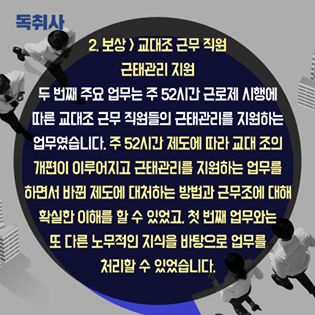 독취사
2. 보상 > 교대조 근무 직원
근태관리 지원
두 번째 주요 업무는 주 52시간 근로제 시행에
따른 교대조 근무 직원들의 근태관리를 지원하는
업무였습니다. 주 52시간 제도에 따라 교대 조의
개편이 이루어지고 근태관리를 지원하는 업무를
하면서 바뀐 제도에 대처하는 방법과 근무조에 대해
확실한 이해를 할 수 있었고, 첫 번째 업무와는
또 다른 노무적인 지식을 바탕으로 업무를
처리할 수 있었습니다.